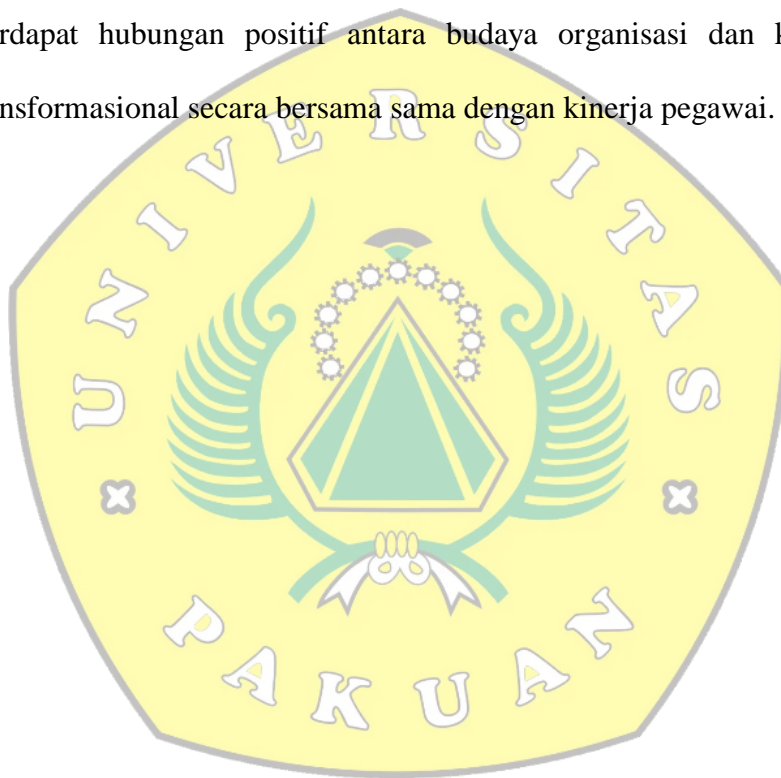 rdapat hubungan positif antara budaya organisasi dan k
nsformasional secara bersama sama dengan kinerja pegawai.
UNIVERSITAS
PAKUAN